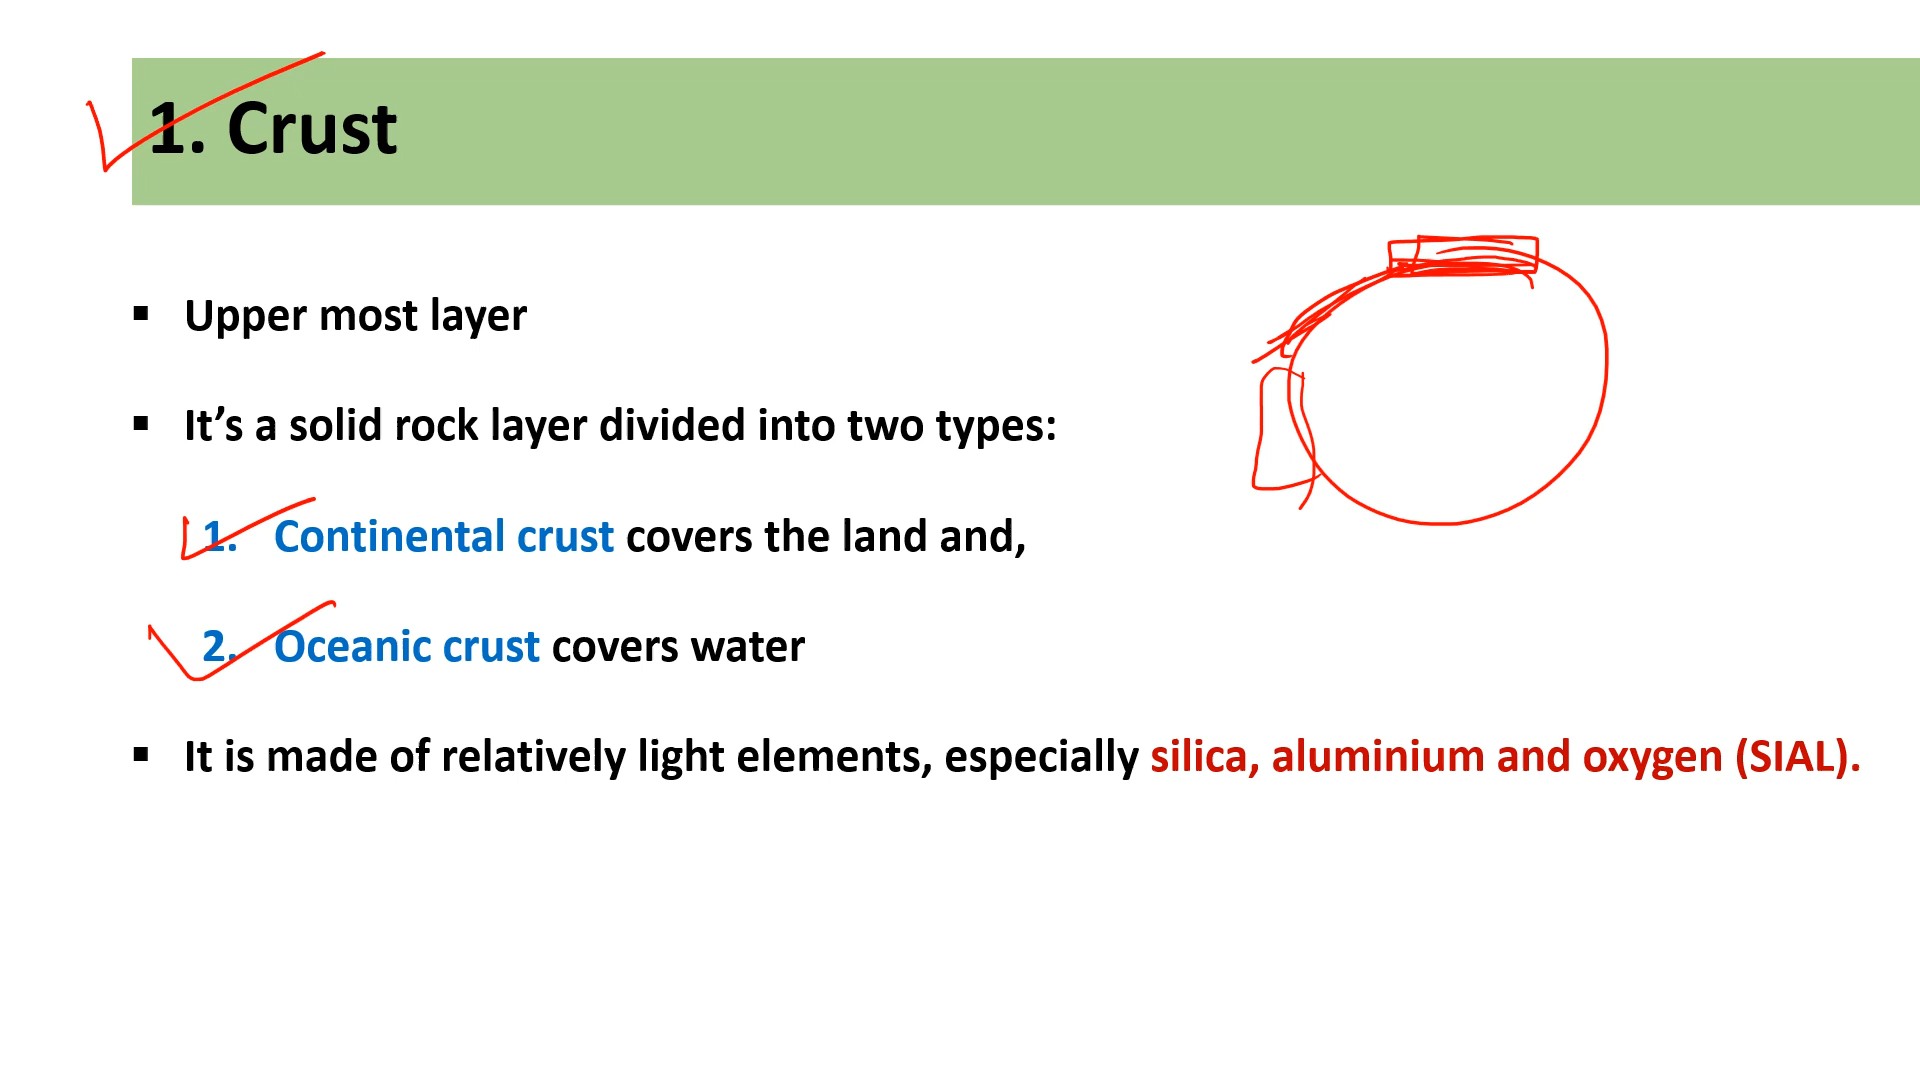 1. Crust
▪ Upper most layer
▪ It’s a solid rock layer divided into two types:
1. Continental crust covers the land and,
2. Oceanic crust covers water
▪ It is made of relatively light elements, especially silica, aluminium and oxygen (SIAL).